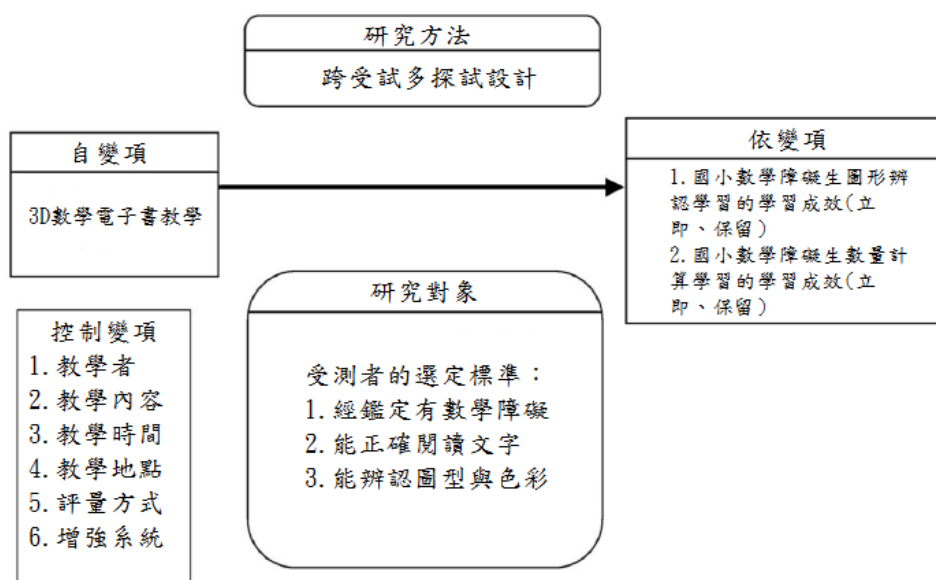 研究方法
跨受試多探試設計
自變項
3D數學電子書教學
依變項
1.國小數學障礙生圖形辨
認學習的學習成效(立
即、保留)
2.國小數學障礙生數量計
算學習的學習成效(立
即、保留)
控制變項
1.教學者
2.教學內容
3.教學時間
4.教學地點
5.評量方式
6.增強系統
研究對象
受測者的選定標準：
1.經鑑定有數學障礙
2.能正確閱讀文字
3.能辨認圖型與色彩